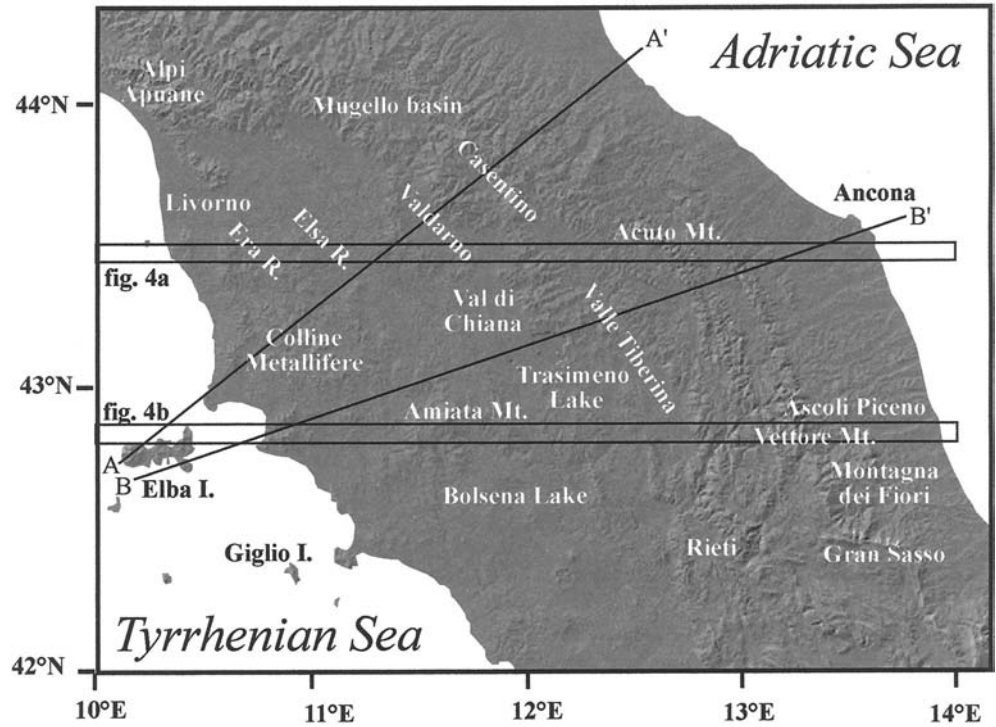 A'
Adriatic Sea
Alpi
Apuane
44°N
Mugello basin
Casentino
Ancona
B'
Livorno
Valdarno
Elsa R.
Era R.
Acuto Mt.
fig. 4a
Val di
Chiana
Valle Tiberina
Colline
Metallifere
43°N
Trasimeno
Lake
fig. 4b
Amiata Mt.
Ascoli Piceno
Vettore Mt.
A
B
Elba I.
Bolsena Lake
Montagna
dei Fiori
Giglio I.
Rieti
Gran Sasso
Tyrrhenian Sea
42°N
10°E
11°E
12°E
13°E
14°E